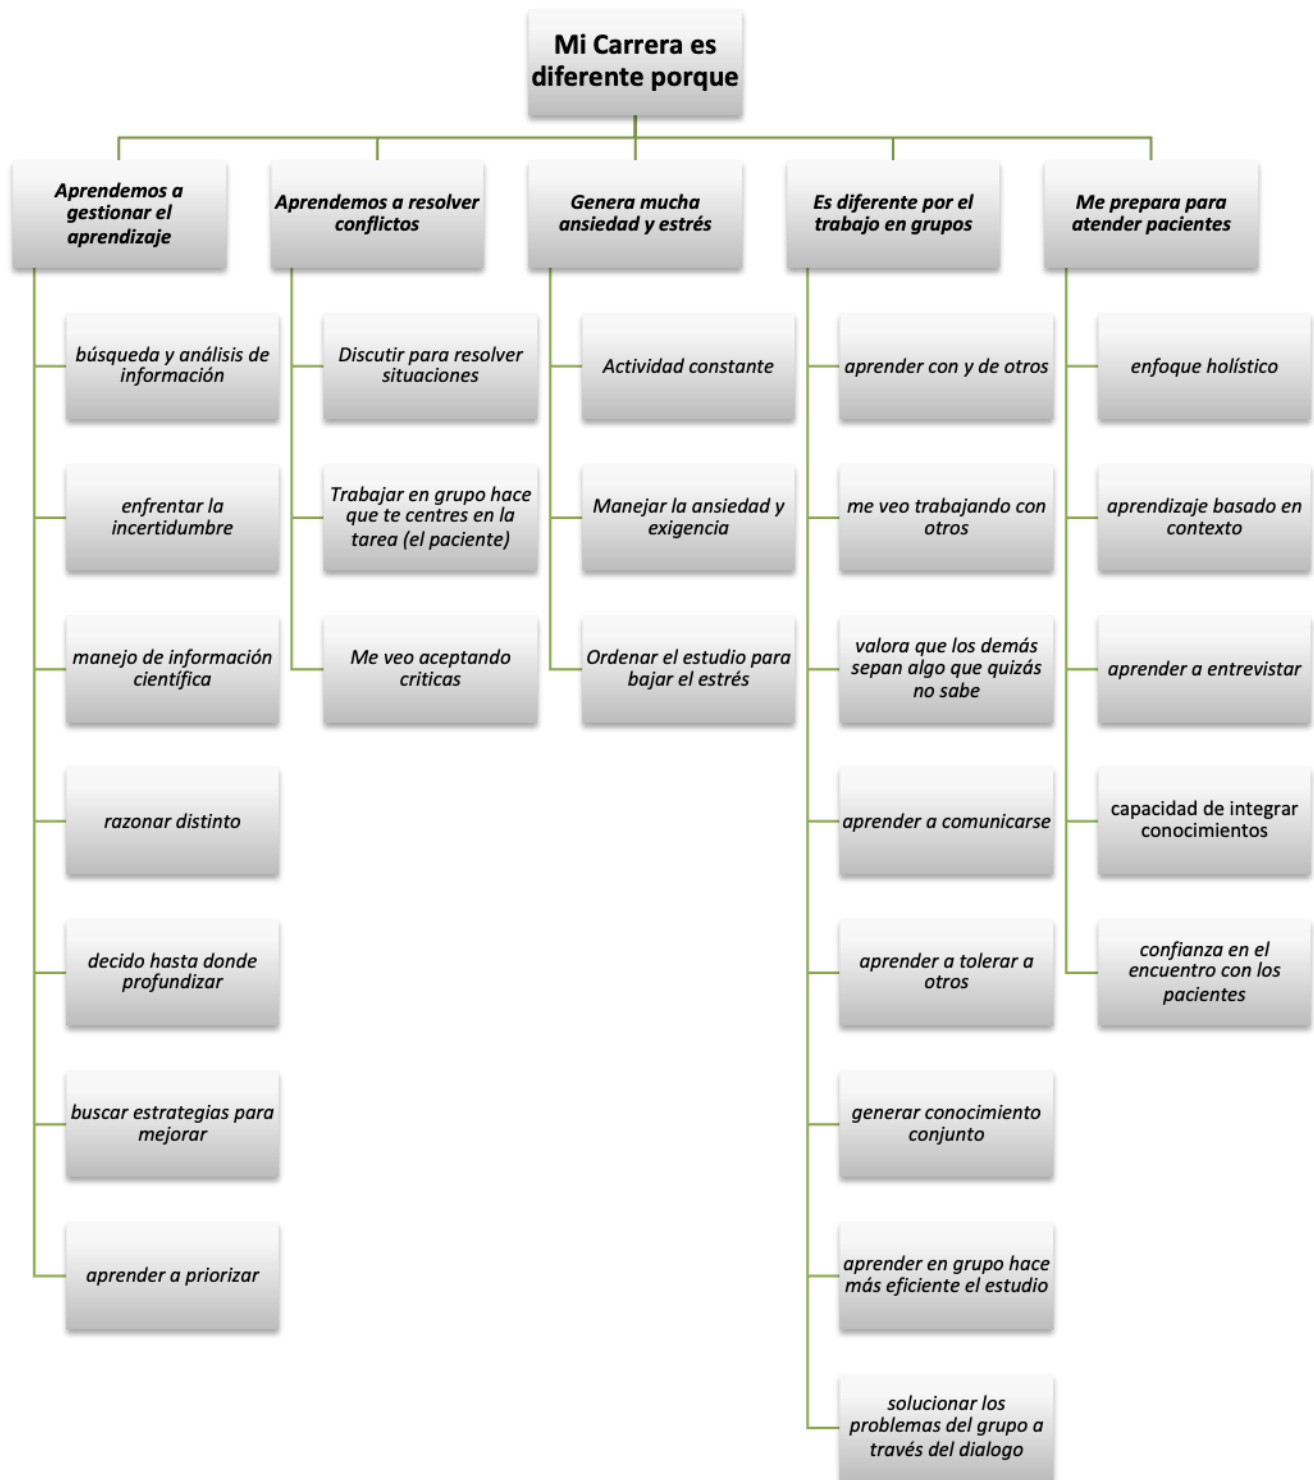 Mi Carrera es
diferente porque
Aprendemos a
gestionar el
aprendizaje
búsqueda y análisis de
información
enfrentar la
incertidumbre
manejo de información
científica
razonar distinto
decido hasta donde
profundizar
buscar estrategias para
mejorar
aprender a priorizar
Aprendemos a resolver
conflictos
Discutir para resolver
situaciones
Trabajar en grupo hace
que te centres en la
tarea (el paciente)
Me veo aceptando
criticas
Genera mucha
ansiedad y estrés
Actividad constante
Manejar la ansiedad y
exigencia
Ordenar el estudio para
bajar el estrés
Es diferente por el
trabajo en grupos
aprender con y de otros
me veo trabajando con
otros
valora que los demás
sepan algo que quizás
no sabe
aprender a comunicarse
aprender a tolerar a
otros
generar conocimiento
conjunto
aprender en grupo hace
más eficiente el estudio
solucionar los
problemas del grupo a
través del dialogo
Me prepara para
atender pacientes
enfoque holístico
aprendizaje basado en
contexto
aprender a entrevistar
capacidad de integrar
conocimientos
confianza en el
encuentro con los
pacientes